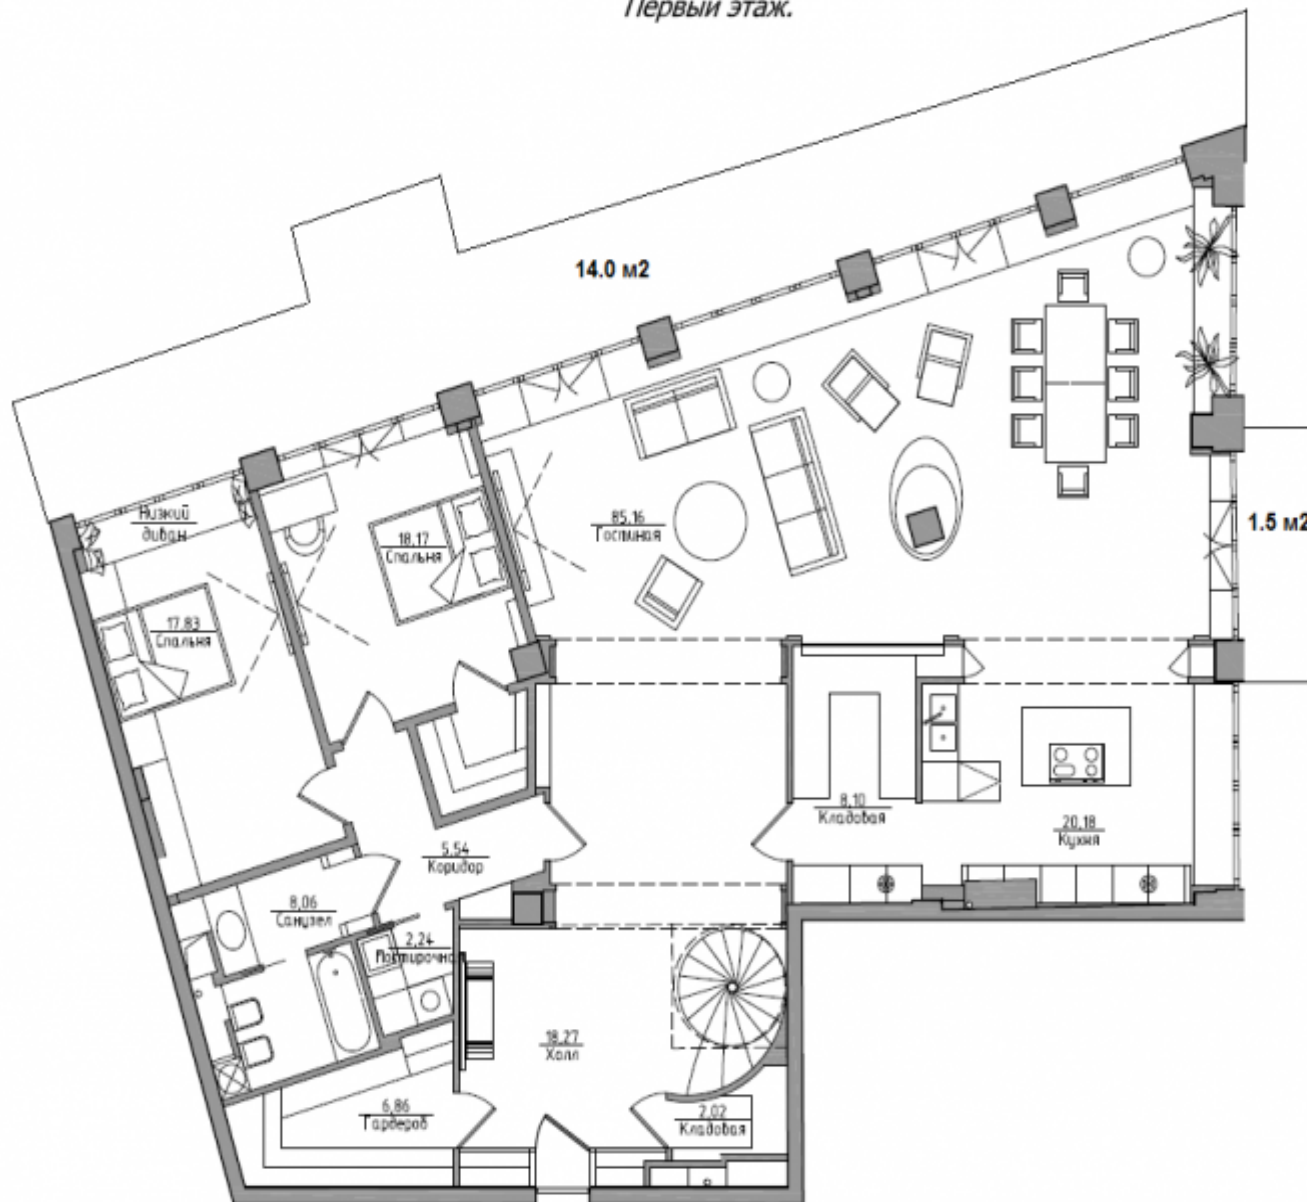 Первый этаж.
14.0 м2
Низкий
диван
18.17
Спальня
85.16
Гостиная
1.5 м2
17.83
Спальня
8,10
Кладовая
20.18
Кухня
5.54
Коридор
8,06
Санузел
2,24
Постирочная
18.27
Холл
6,86
Гардероб
2,02
Кладовая